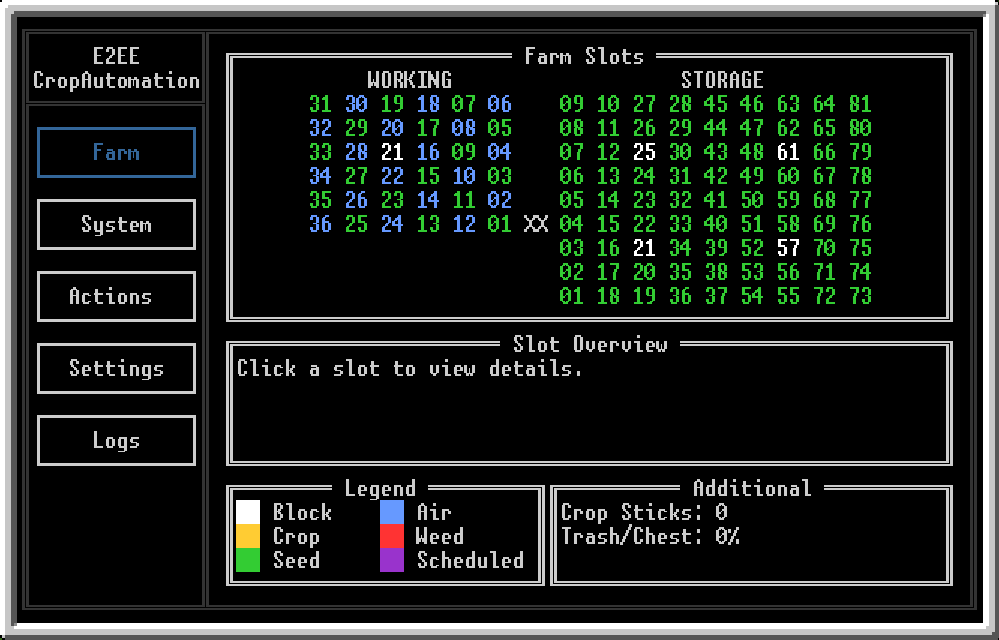 E2EE
CropAutomation
Farm
System
Actions
Settings
Logs
Farm Slots
WORKING STORAGE
31 30 19 18 07 06 09 10 27 28 45 46 63 64 81
32 29 20 17 08 05 08 11 26 29 44 47 62 65 80
33 28 21 16 09 04 07 12 25 30 43 48 61 66 79
34 27 22 15 10 03 06 13 24 31 42 49 60 67 78
35 26 23 14 11 02 05 14 23 32 41 50 59 68 77
36 25 24 13 12 01 XX 04 15 22 33 40 51 58 69 76
03 16 21 34 39 52 57 70 75
02 17 20 35 38 53 56 71 74
01 18 19 36 37 54 55 72 73
Slot Overview
Click a slot to view details.
Legend
Block Air
Crop Weed
Seed Scheduled
Additional
Crop Sticks: 0
Trash/Chest: 0%